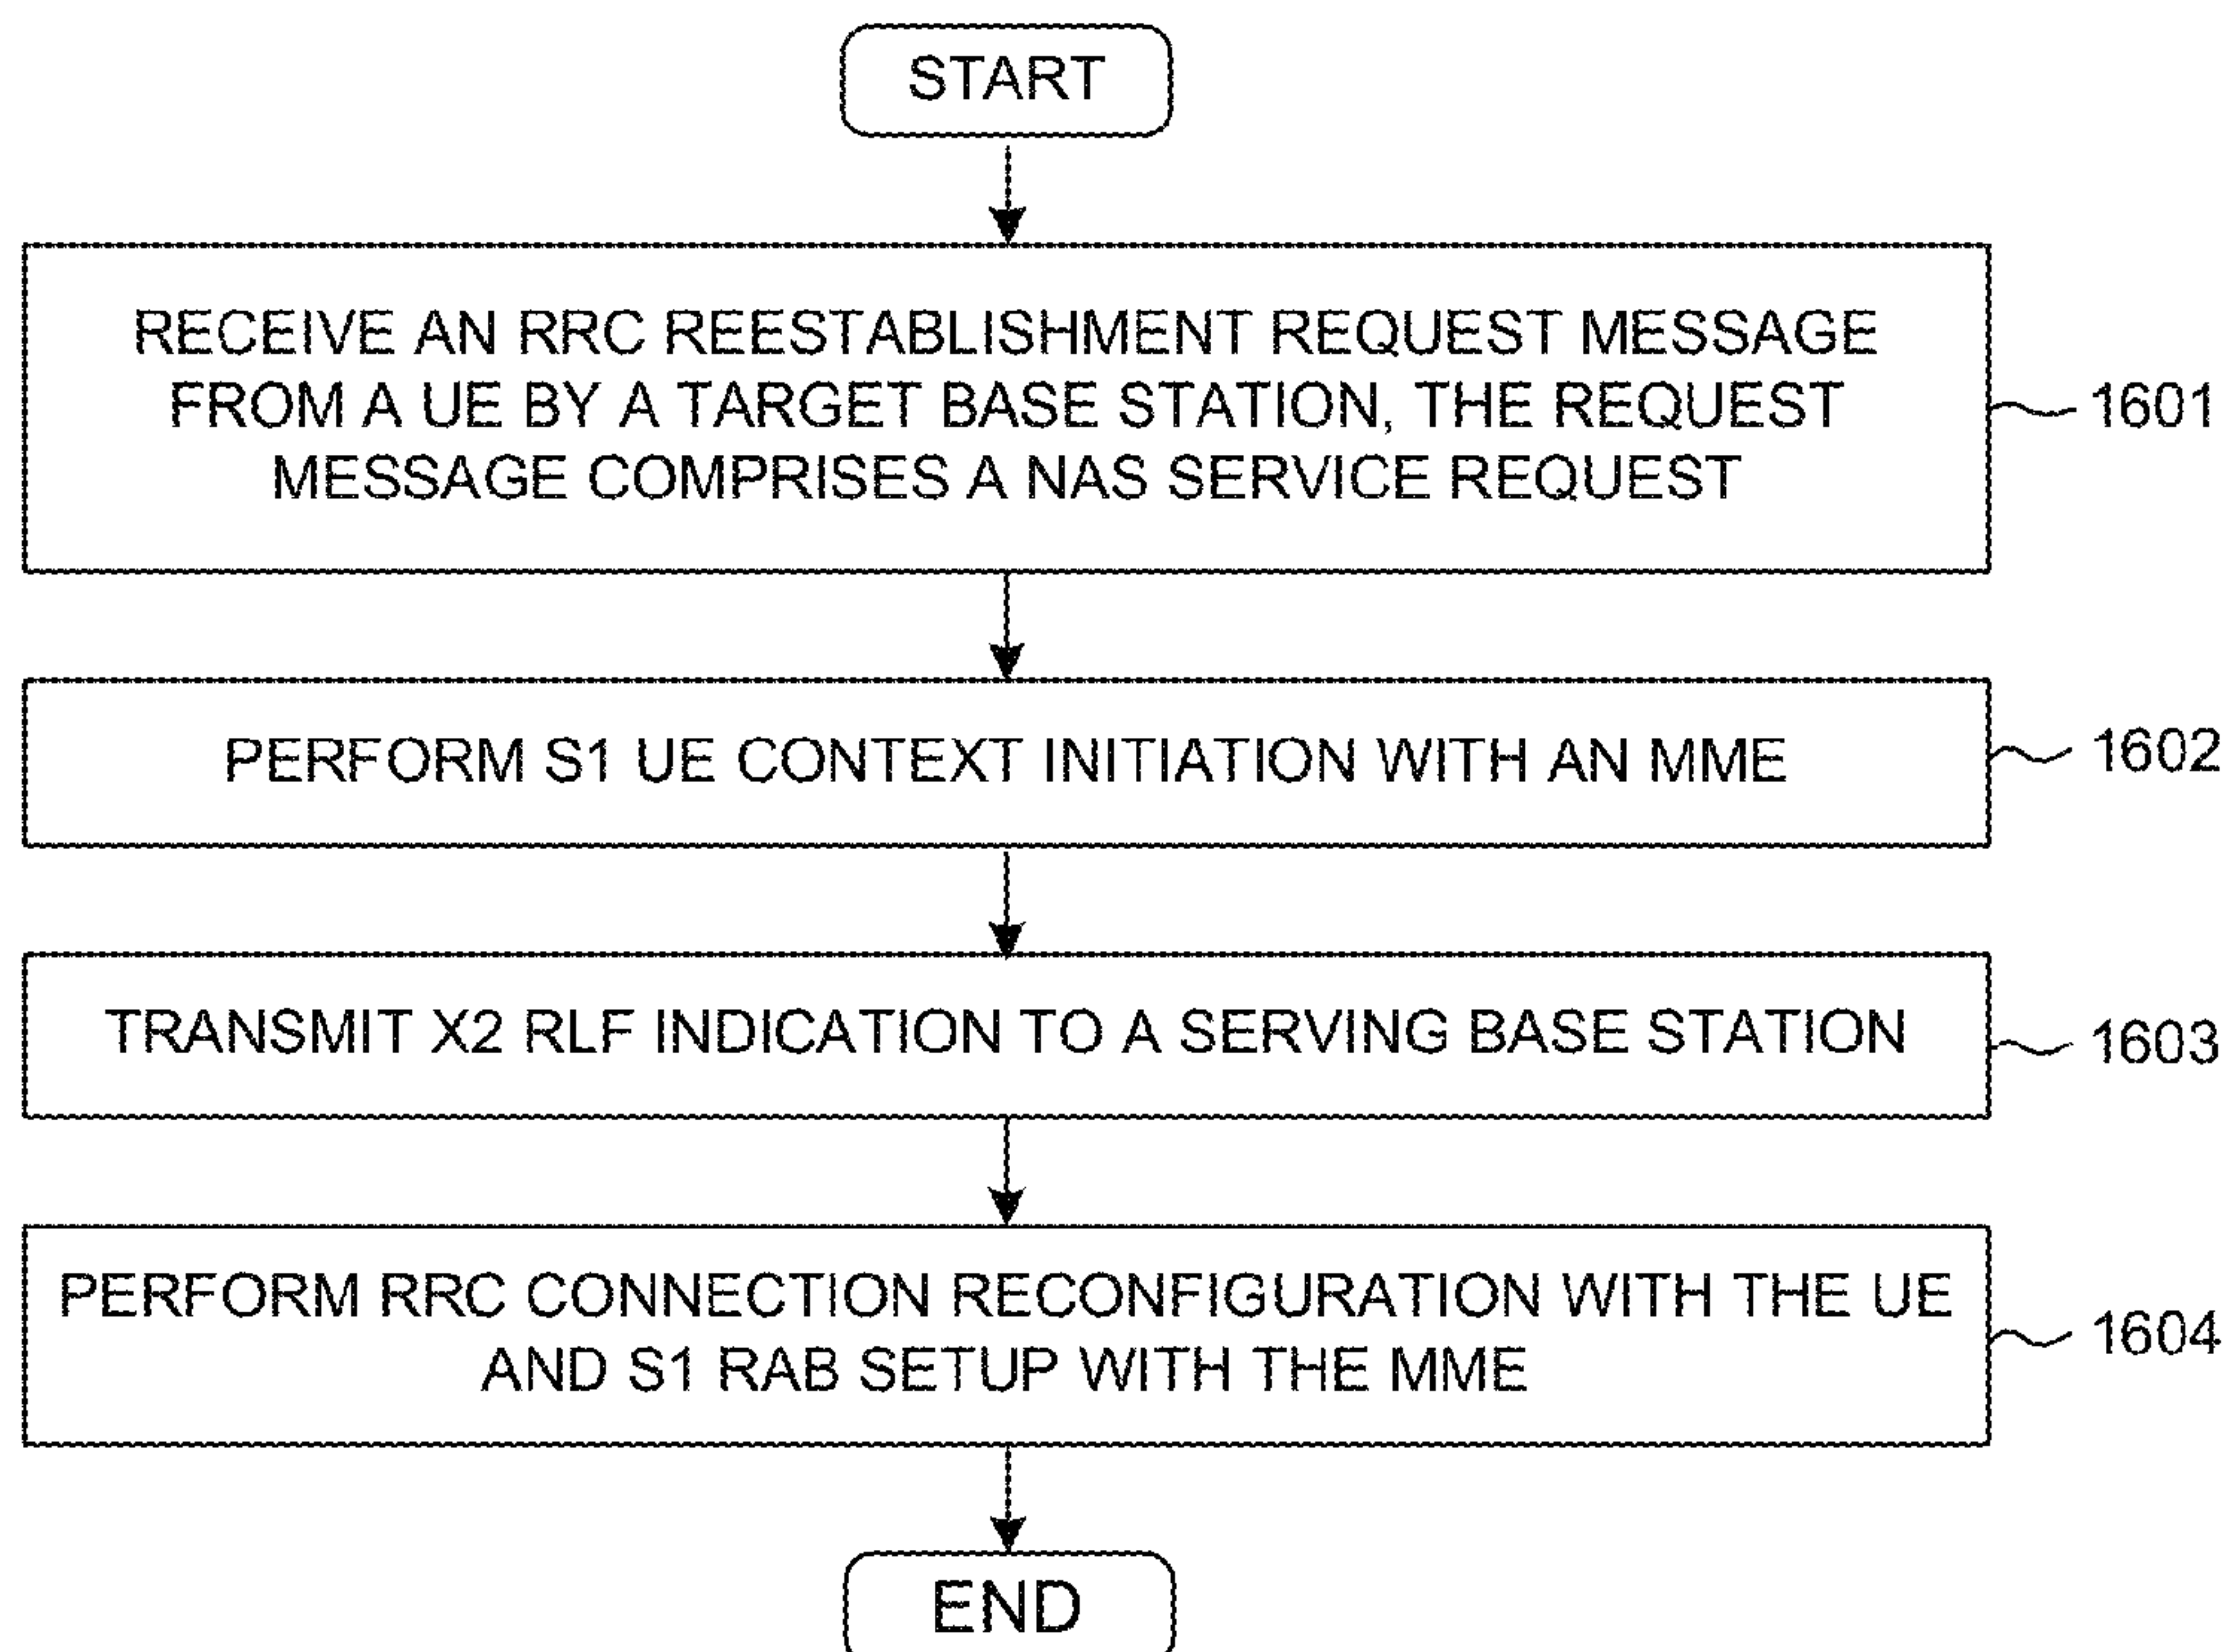 START
RECEIVE AN RRC REESTABLISHMENT REQUEST MESSAGE
FROM A UE BY A TARGET BASE STATION, THE REQUEST
MESSAGE COMPRISES A NAS SERVICE REQUEST
1601
PERFORM S1 UE CONTEXT INITIATION WITH AN MME
1602
TRANSMIT X2 RLF INDICATION TO A SERVING BASE STATION
1603
PERFORM RRC CONNECTION RECONFIGURATION WITH THE UE
AND S1 RAB SETUP WITH THE MME
1604
END